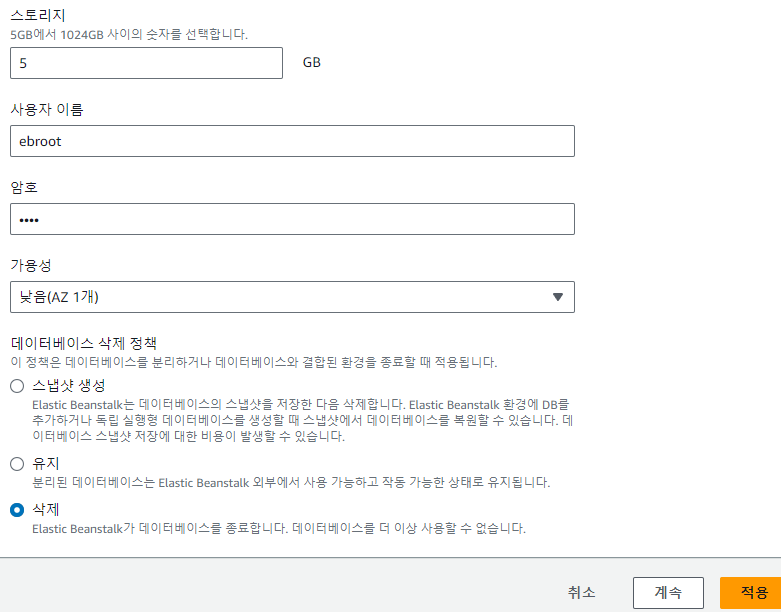 스토리지
5GB에서 1024GB 사이의 숫자를 선택합니다.
5 GB
사용자 이름
ebroot
암호
••••
가용성
낮음(AZ 1개)
데이터베이스 삭제 정책
이 정책은 데이터베이스를 분리하거나 데이터베이스와 결합된 환경을 종료할 때 적용됩니다.
스냅샷 생성
Elastic Beanstalk는 데이터베이스의 스냅샷을 저장한 다음 삭제합니다. Elastic Beanstalk 환경에 DB를
추가하거나 독립 실행형 데이터베이스를 생성할 때 스냅샷에서 데이터베이스를 복원할 수 있습니다. 데
이터베이스 스냅샷 저장에 대한 비용이 발생할 수 있습니다.
유지
분리된 데이터베이스는 Elastic Beanstalk 외부에서 사용 가능하고 작동 가능한 상태로 유지됩니다.
삭제
Elastic Beanstalk가 데이터베이스를 종료합니다. 데이터베이스를 더 이상 사용할 수 없습니다.
취소 계속 적용